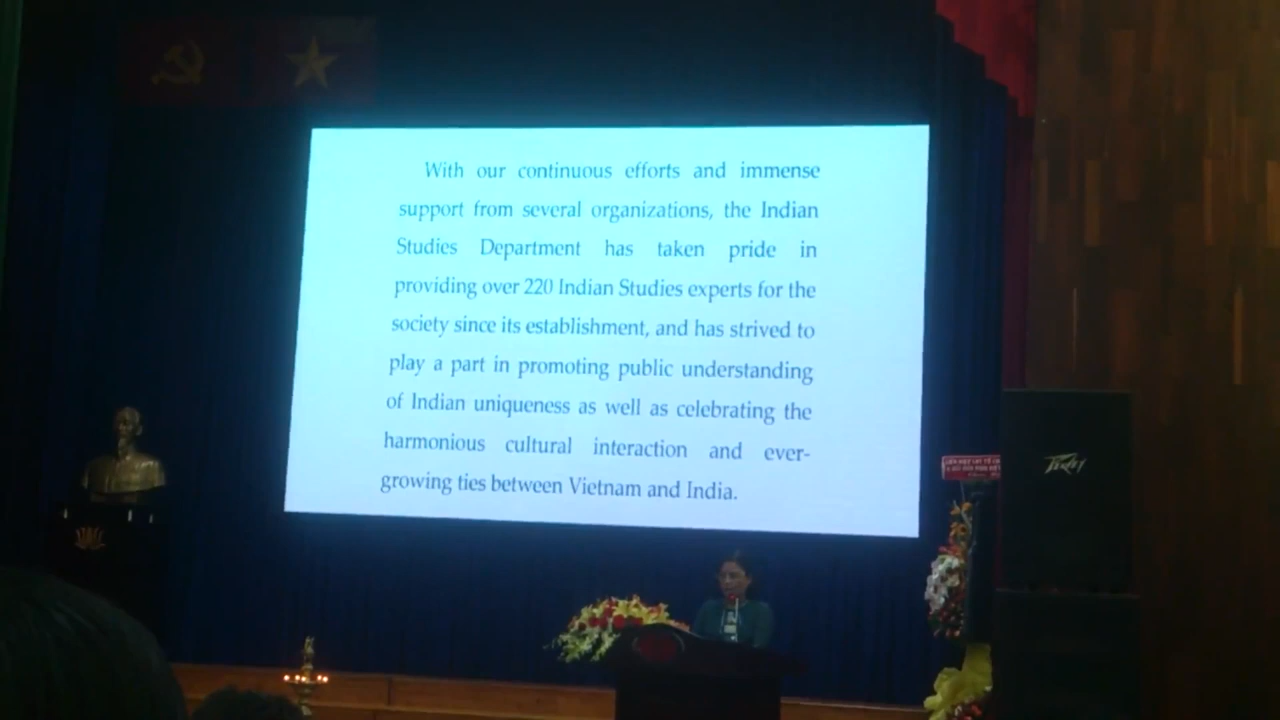 With our continuous efforts and immense
support from several organizations, the Indian
Studies Department has taken pride in
providing over 220 Indian Studies experts for the
society since its establishment, and has strived to
play a part in promoting public understanding
of Indian uniqueness as well as celebrating the
harmonious cultural interaction and ever-
growing ties between Vietnam and India.
PEAVEY